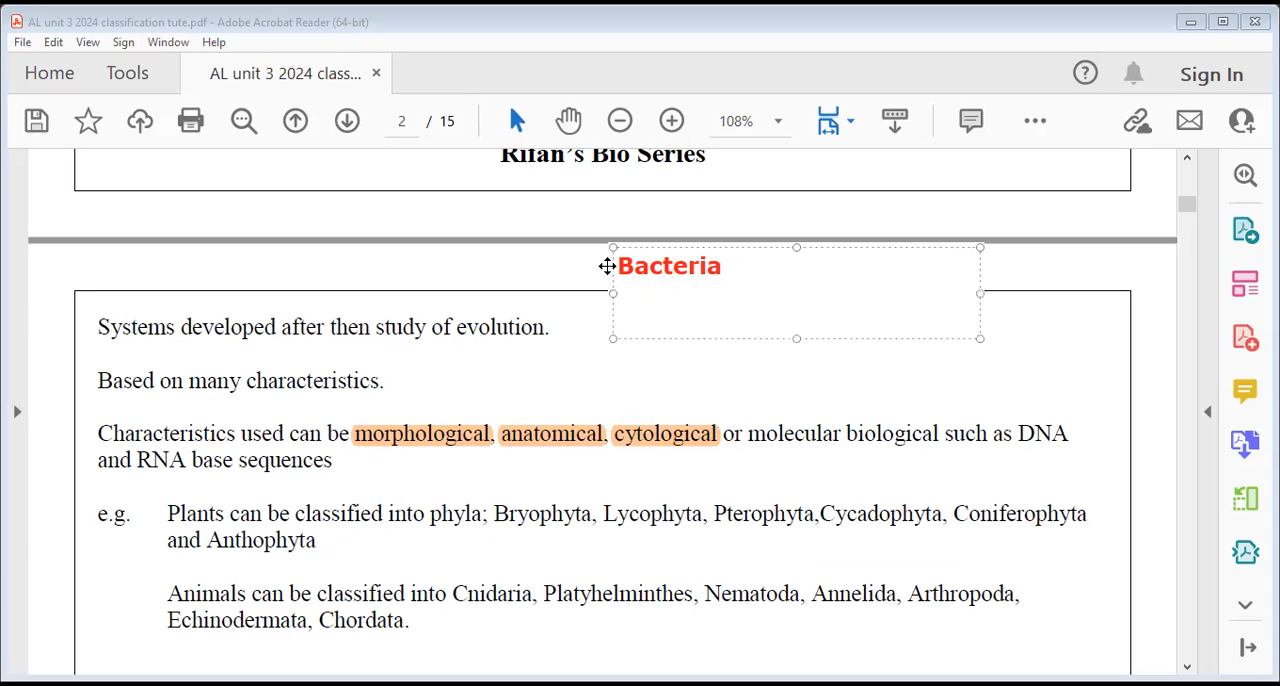 AL unit 3 2024 classification tute.pdf - Adobe Acrobat Reader (64-bit)
File Edit View Sign Window Help
Home Tools AL unit 3 2024 class... × Sign In
2 / 15 108%
Rifan's Bio Series
Bacteria
Systems developed after then study of evolution.
Based on many characteristics.
Characteristics used can be morphological, anatomical, cytological or molecular biological such as DNA
and RNA base sequences
e.g. Plants can be classified into phyla; Bryophyta, Lycophyta, Pterophyta,Cycadophyta, Coniferophyta
and Anthophyta
Animals can be classified into Cnidaria, Platyhelminthes, Nematoda, Annelida, Arthropoda,
Echinodermata, Chordata.